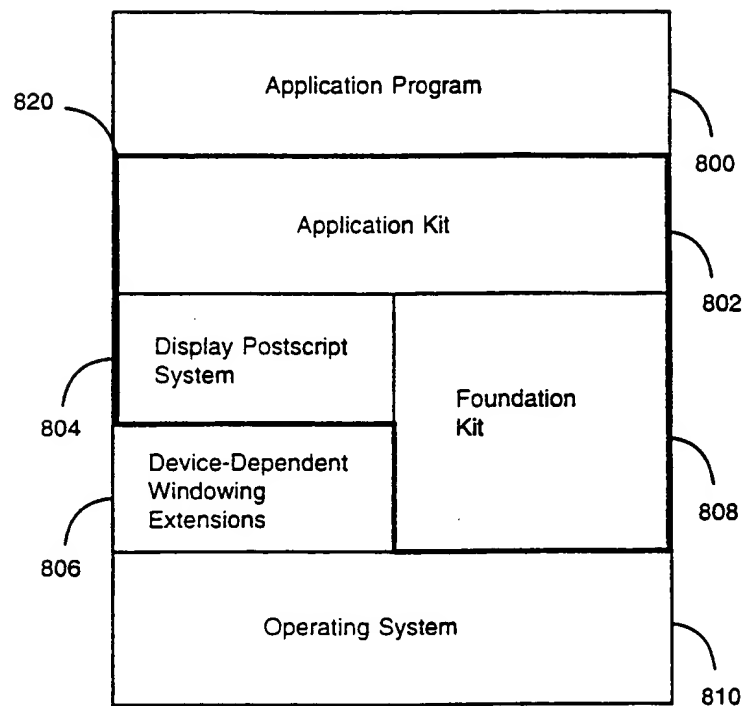 Application Program
820
800
Application Kit
802
Display Postscript
System
Foundation
Kit
804
Device-Dependent
Windowing
Extensions
808
806
Operating System
810